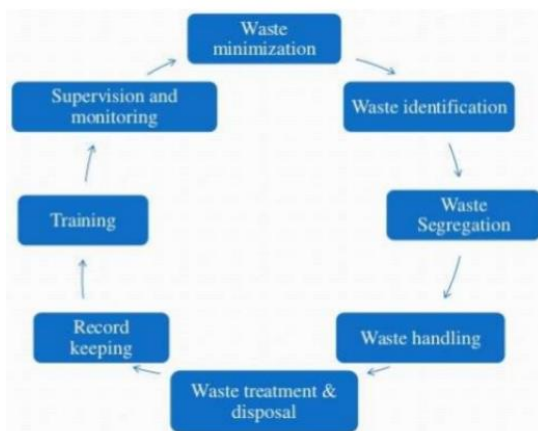 Waste
minimization
Waste identification
Waste
Segregation
Waste handling
Waste treatment &
disposal
Record
keeping
Training
Supervision and
monitoring